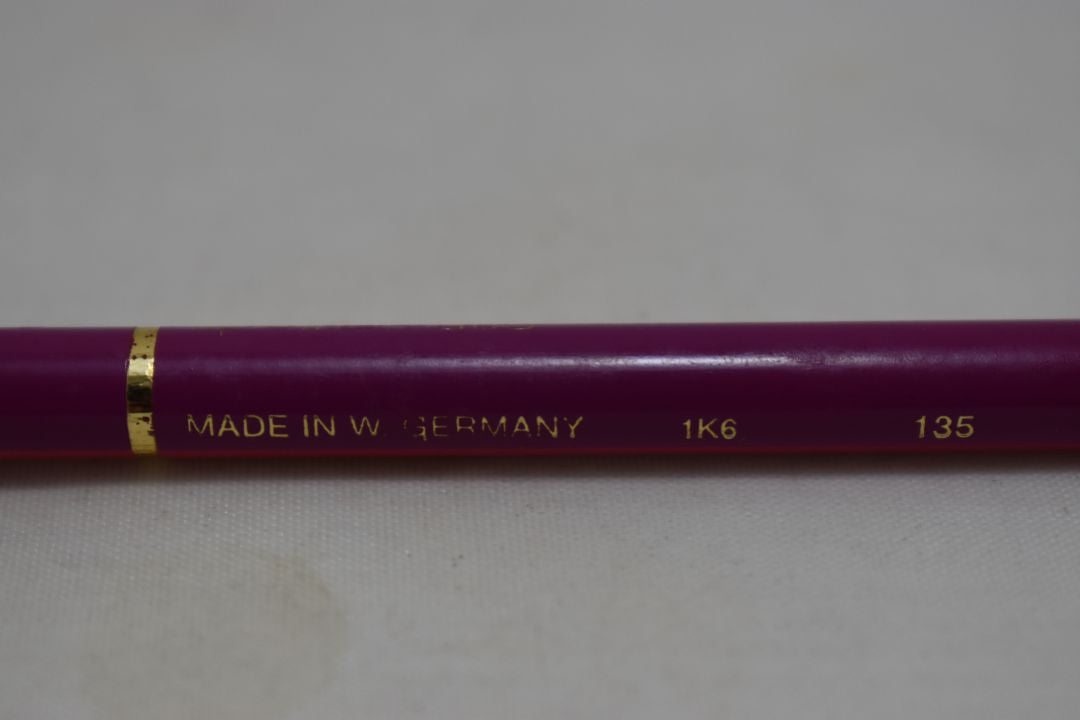 MADE IN W. GERMANY 1K6 135